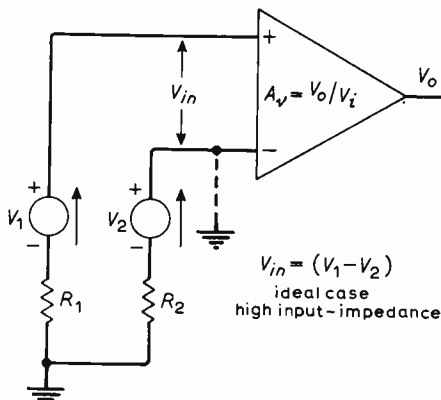 +
V_in
A_v = V_o/V_i
V_o
−
+
V_1
−
+
V_2
−
R_1
R_2
V_in = (V_1 − V_2)
ideal case
high input-impedance